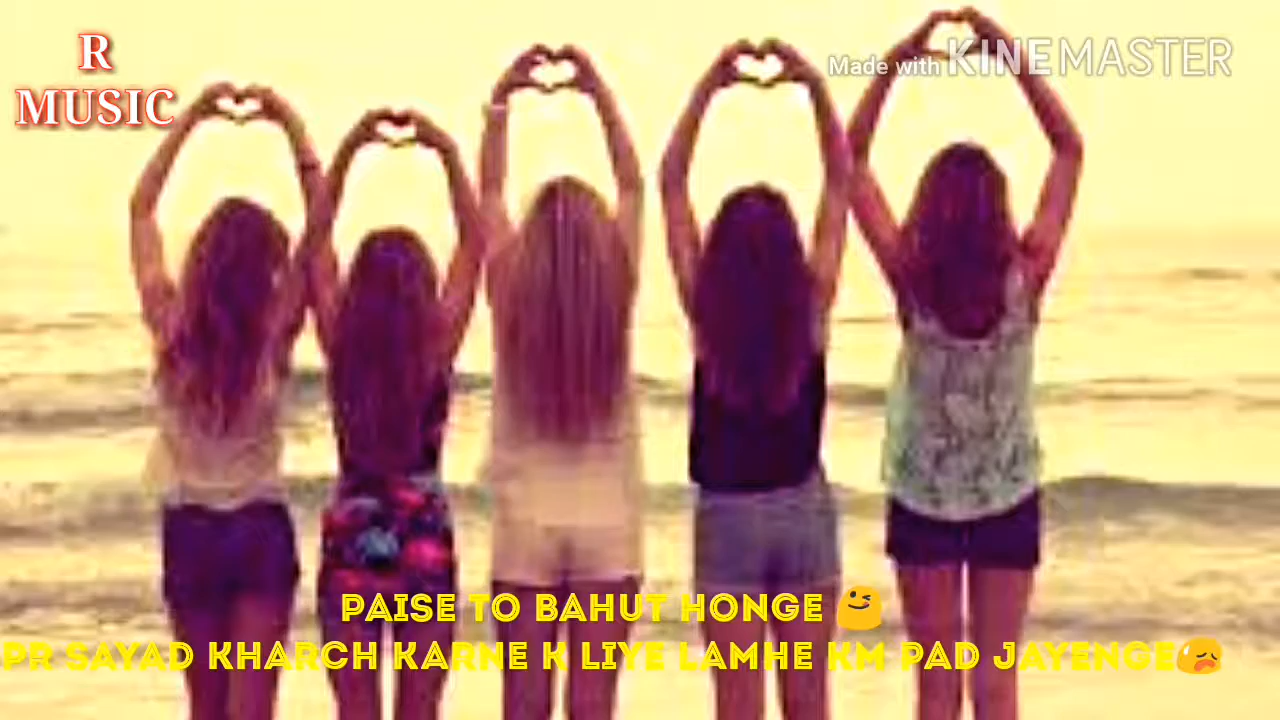 R
MUSIC
Made with KINEMASTER
PAISE TO BAHUT HONGE 😋
PR SAYAD KHARCH KARNE K LIYE LAMHE KM PAD JAYENGE😥